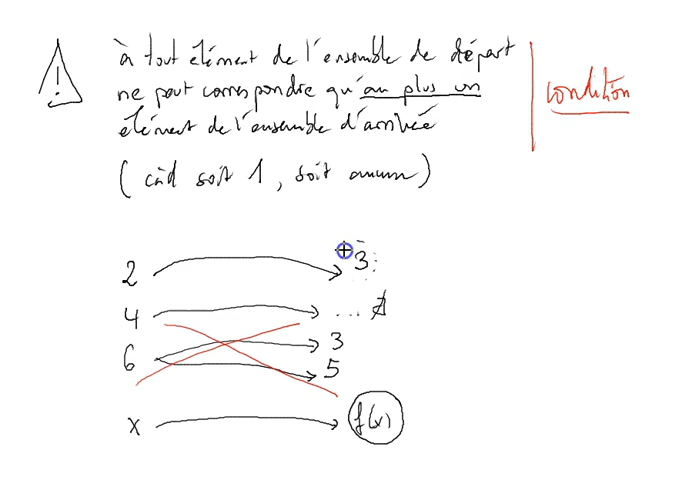 !
à tout élément de l'ensemble de départ
ne peut correspondre qu'au plus un
élément de l'ensemble d'arrivée
(càd soit 1, soit aucun)
condition
2 3
4 ... ∄
6 3
5
x f(x)